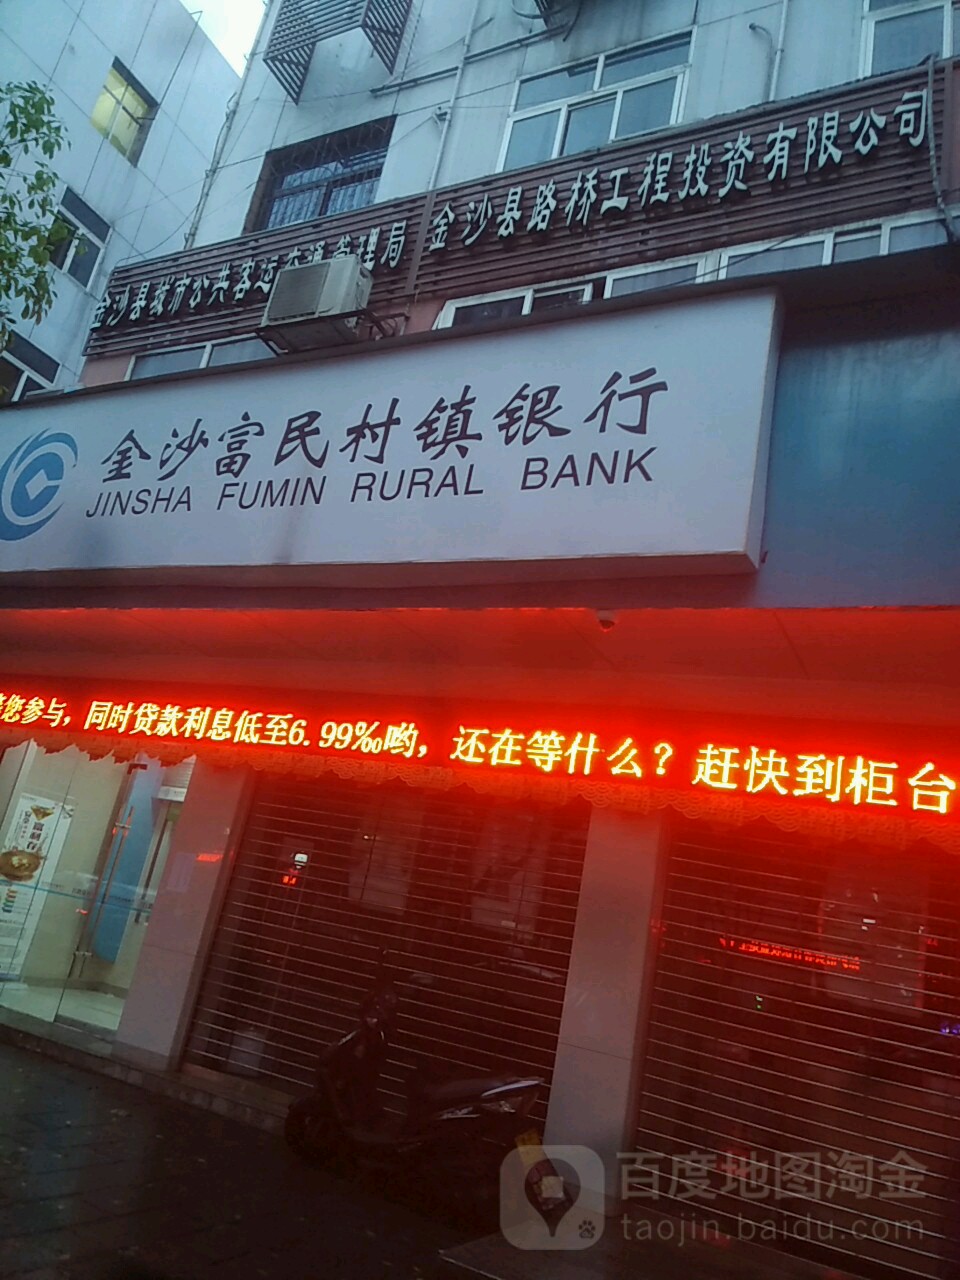 金沙县路桥工程投资有限公司
金沙县城市公共客运交通管理局
金沙富民村镇银行
JINSHA FUMIN RURAL BANK
您参与，同时贷款利息低至6.99‰哟，还在等什么？赶快到柜台
百度地图淘金
taojin.baidu.com